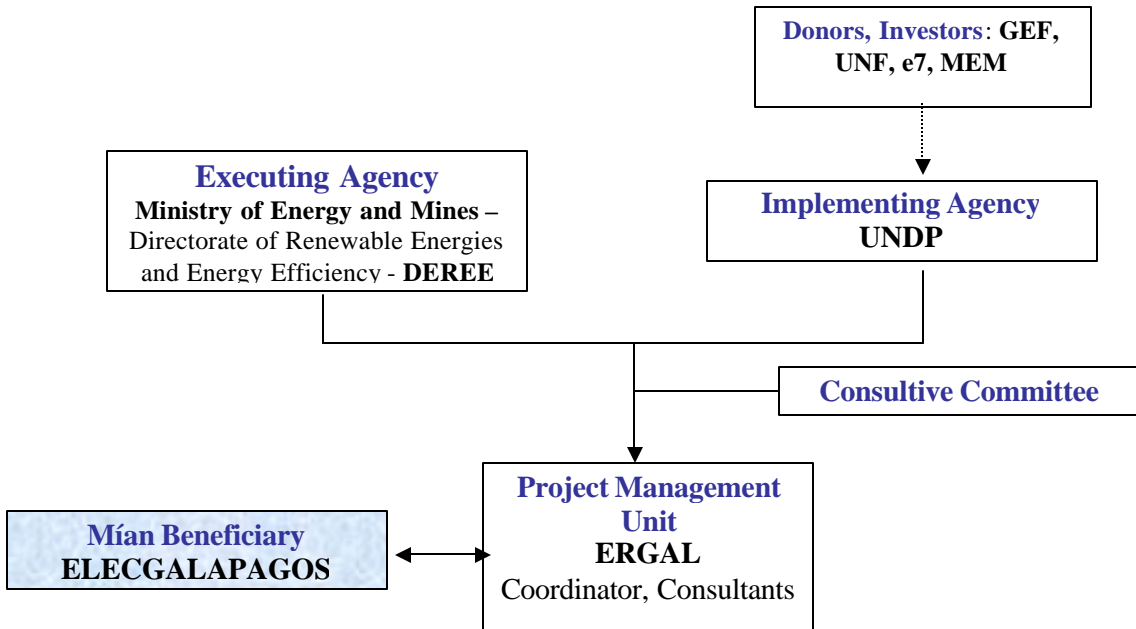 Donors, Investors: GEF,
UNF, e7, MEM
Executing Agency
Ministry of Energy and Mines –
Directorate of Renewable Energies
and Energy Efficiency - DEREE
Implementing Agency
UNDP
Consultive Committee
Project Management
Unit
ERGAL
Coordinator, Consultants
Mían Beneficiary
ELECGALAPAGOS